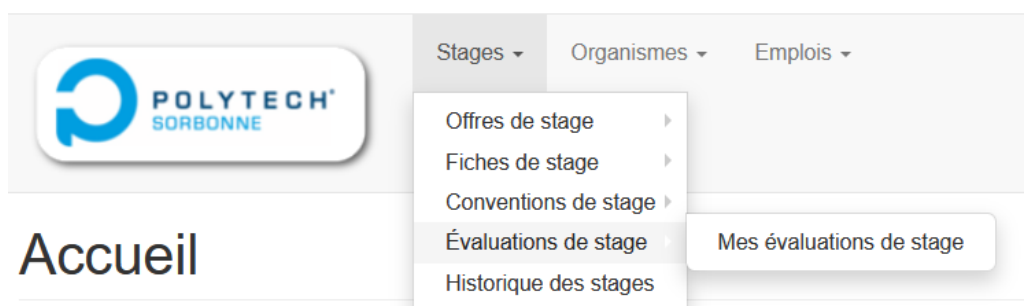 Stages Organismes Emplois
POLYTECH'
SORBONNE
Offres de stage
Fiches de stage
Conventions de stage
Évaluations de stage
Mes évaluations de stage
Historique des stages
Accueil